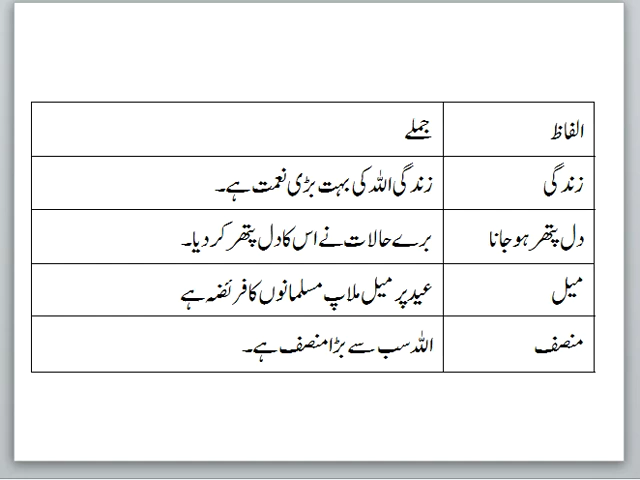 الفاظ جملے
زندگی زندگی اللہ کی بہت بڑی نعمت ہے۔
دل پتھر ہو جانا برے حالات نے اس کا دل پتھر کر دیا۔
میل عید پر میل ملاپ مسلمانوں کا فریضہ ہے
منصف اللہ سب سے بڑا منصف ہے۔